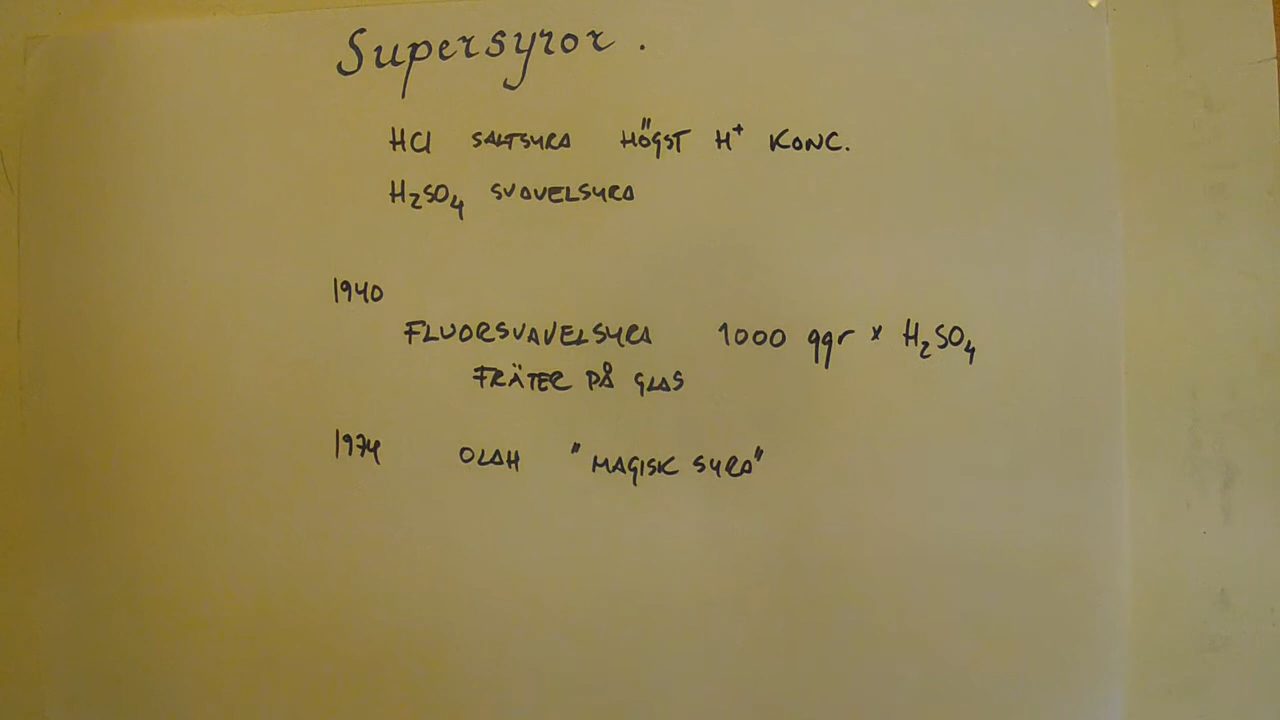 Supersyror.
HCl SALTSYRA HÖGST H⁺ KONC.
H₂SO₄ SVAVELSYRA
1940
FLUORSVAVELSYRA 1000 ggr x H₂SO₄
FRÄTER PÅ GLAS
1974 OLAH "MAGISK SYRA"